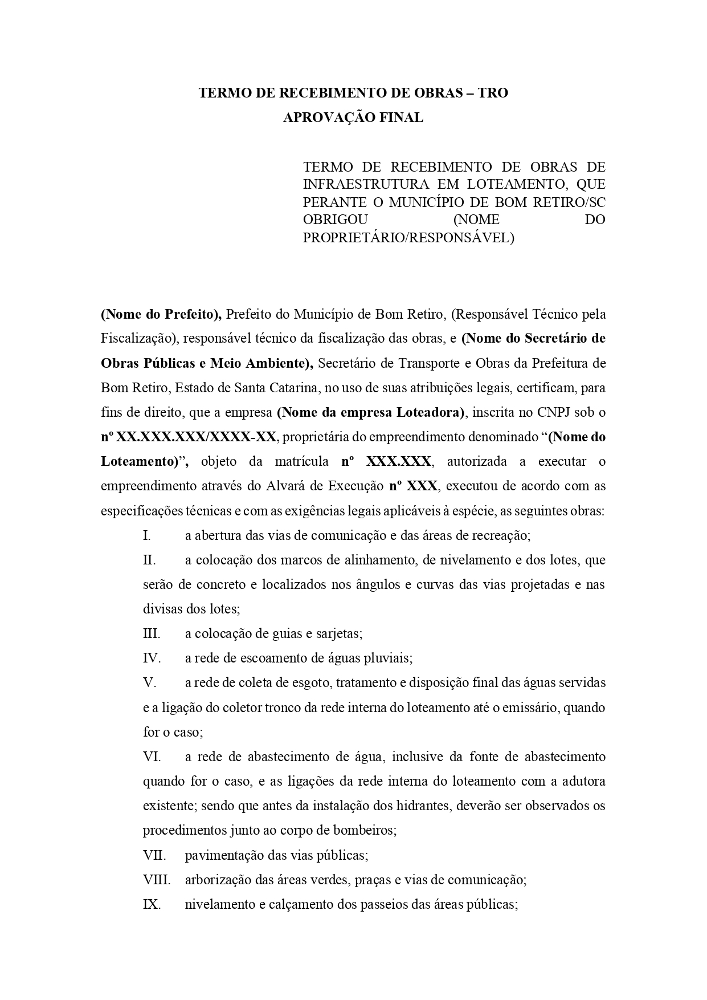 TERMO DE RECEBIMENTO DE OBRAS – TRO
APROVAÇÃO FINAL
TERMO DE RECEBIMENTO DE OBRAS DE
INFRAESTRUTURA EM LOTEAMENTO, QUE
PERANTE O MUNICÍPIO DE BOM RETIRO/SC
OBRIGOU (NOME DO
PROPRIETÁRIO/RESPONSÁVEL)
(Nome do Prefeito), Prefeito do Município de Bom Retiro, (Responsável Técnico pela
Fiscalização), responsável técnico da fiscalização das obras, e (Nome do Secretário de
Obras Públicas e Meio Ambiente), Secretário de Transporte e Obras da Prefeitura de
Bom Retiro, Estado de Santa Catarina, no uso de suas atribuições legais, certificam, para
fins de direito, que a empresa (Nome da empresa Loteadora), inscrita no CNPJ sob o
nº XX.XXX.XXX/XXXX-XX, proprietária do empreendimento denominado “(Nome do
Loteamento)”, objeto da matrícula nº XXX.XXX, autorizada a executar o
empreendimento através do Alvará de Execução nº XXX, executou de acordo com as
especificações técnicas e com as exigências legais aplicáveis à espécie, as seguintes obras:
I. a abertura das vias de comunicação e das áreas de recreação;
II. a colocação dos marcos de alinhamento, de nivelamento e dos lotes, que
serão de concreto e localizados nos ângulos e curvas das vias projetadas e nas
divisas dos lotes;
III. a colocação de guias e sarjetas;
IV. a rede de escoamento de águas pluviais;
V. a rede de coleta de esgoto, tratamento e disposição final das águas servidas
e a ligação do coletor tronco da rede interna do loteamento até o emissário, quando
for o caso;
VI. a rede de abastecimento de água, inclusive da fonte de abastecimento
quando for o caso, e as ligações da rede interna do loteamento com a adutora
existente; sendo que antes da instalação dos hidrantes, deverão ser observados os
procedimentos junto ao corpo de bombeiros;
VII. pavimentação das vias públicas;
VIII. arborização das áreas verdes, praças e vias de comunicação;
IX. nivelamento e calçamento dos passeios das áreas públicas;